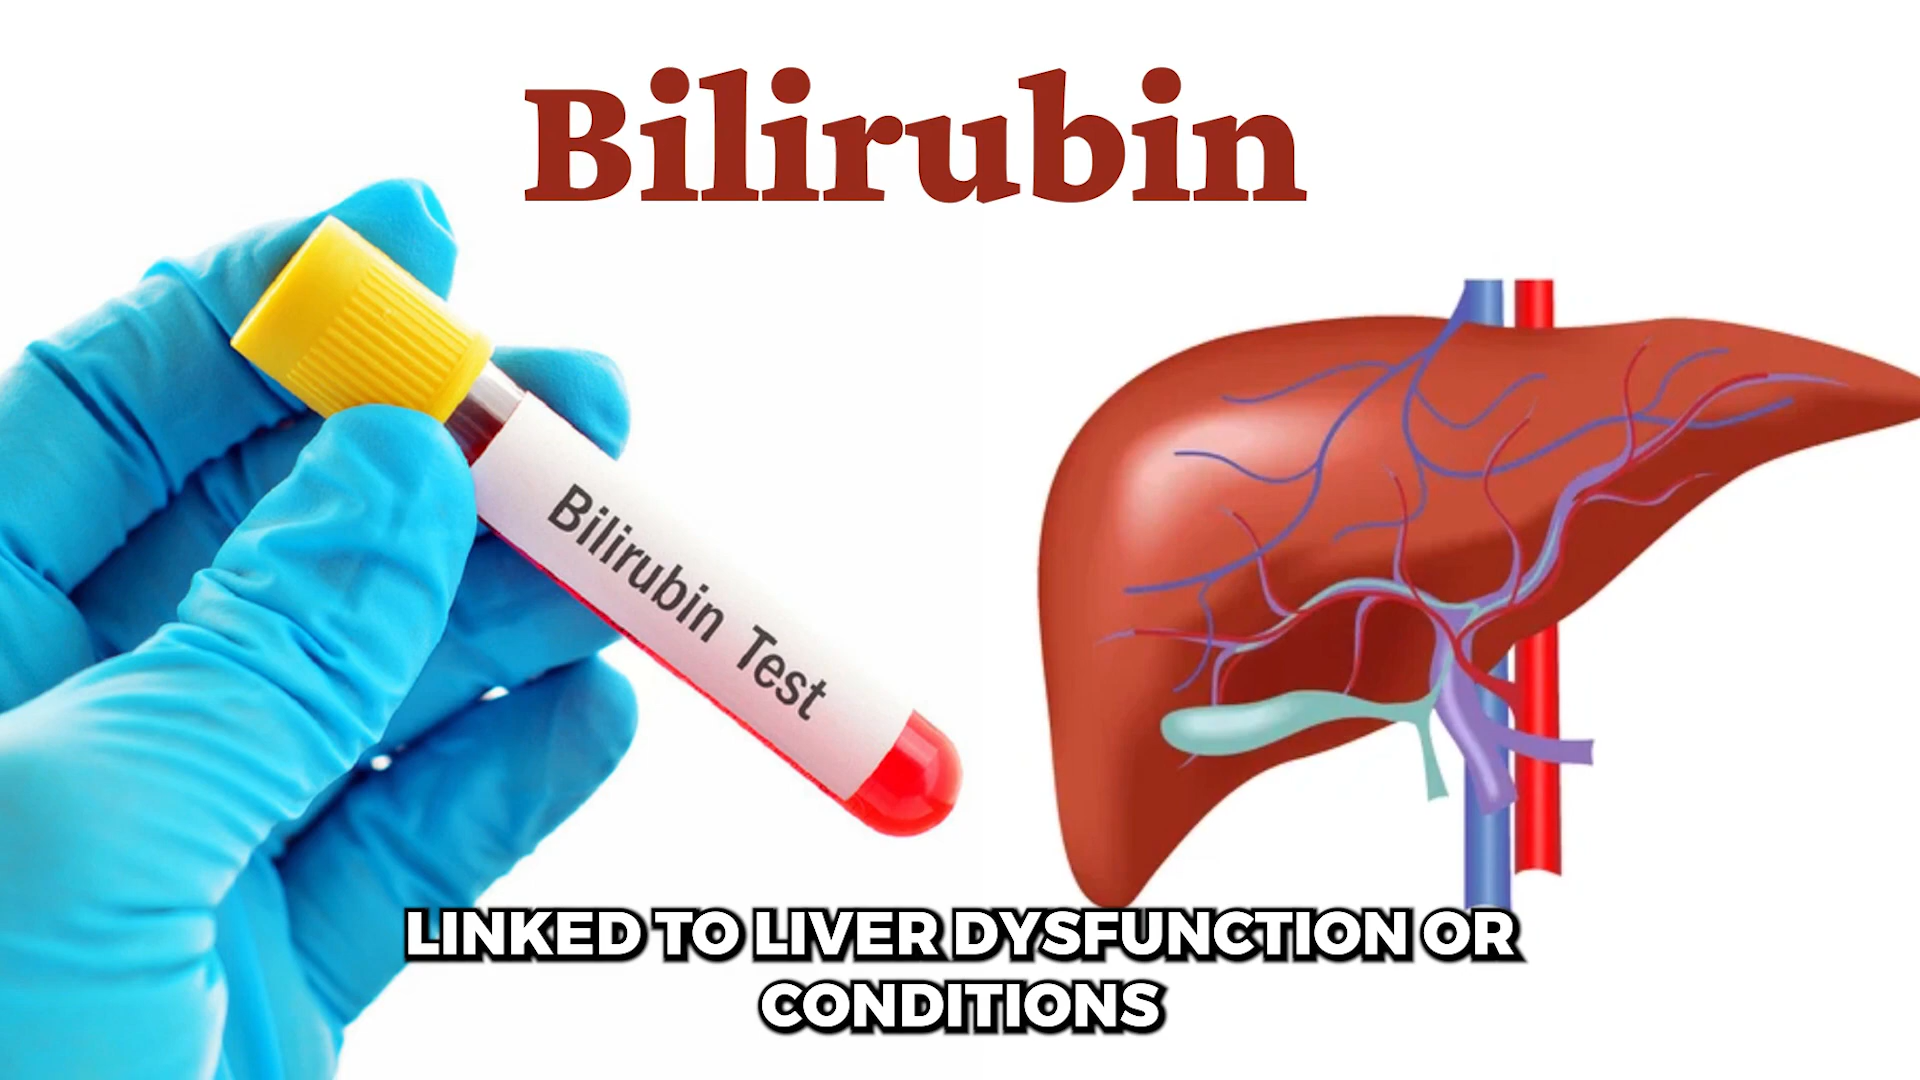 Bilirubin
Bilirubin Test
LINKED TO LIVER DYSFUNCTION OR
CONDITIONS